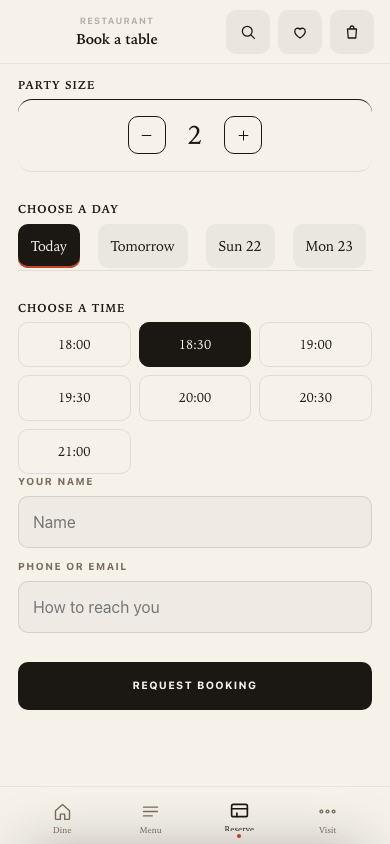 RESTAURANT
Book a table
PARTY SIZE
− 2 +
CHOOSE A DAY
Today Tomorrow Sun 22 Mon 23
CHOOSE A TIME
18:00 18:30 19:00
19:30 20:00 20:30
21:00
YOUR NAME
Name
PHONE OR EMAIL
How to reach you
REQUEST BOOKING
Dine Menu Reserve Visit